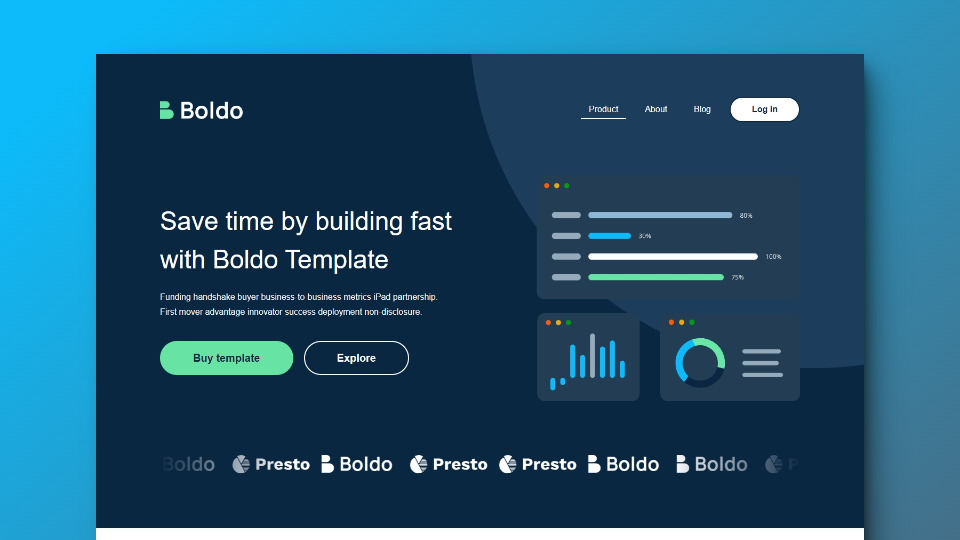 Boldo
Product About Blog Log In
Save time by building fast
with Boldo Template
Funding handshake buyer business to business metrics iPad partnership.
First mover advantage innovator success deployment non-disclosure.
Buy template Explore
80%
30%
100%
75%
Boldo Presto Boldo Presto Presto Boldo Boldo P